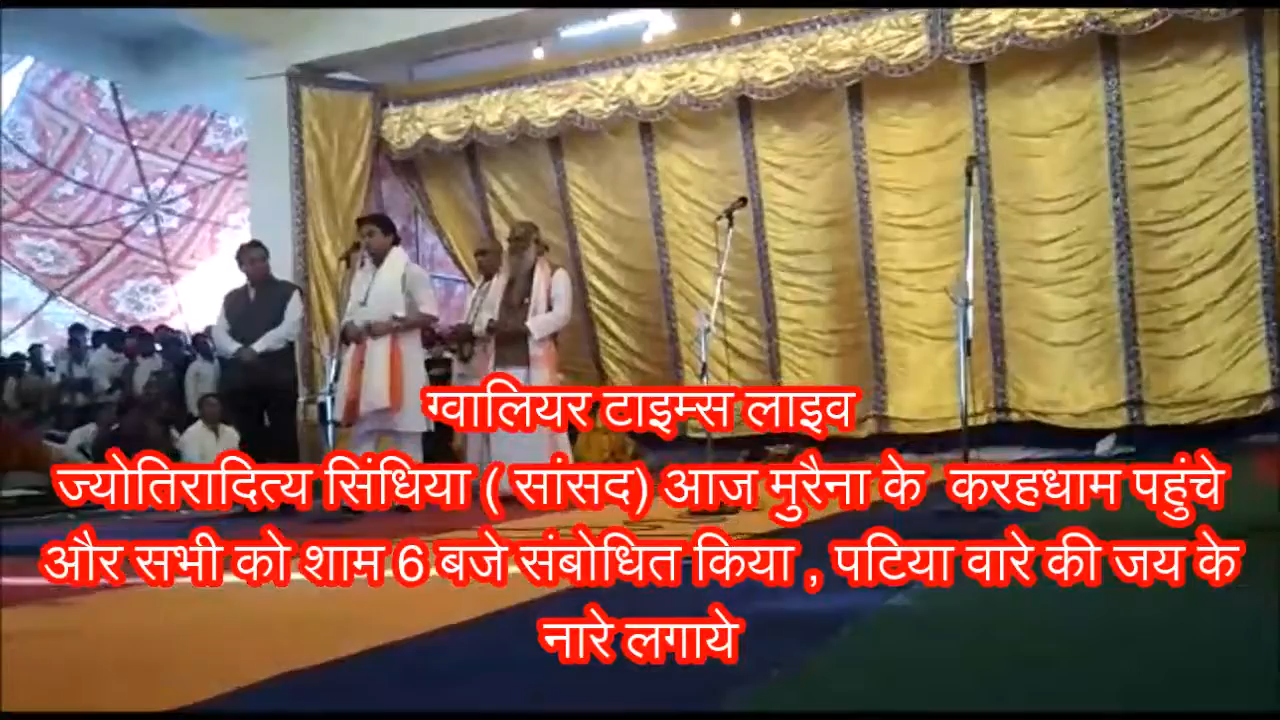 ग्वालियर टाइम्स लाइव
ज्योतिरादित्य सिंधिया ( सांसद) आज मुरैना के करहधाम पहुंचे
और सभी को शाम 6 बजे संबोधित किया , पटिया वारे की जय के
नारे लगाये